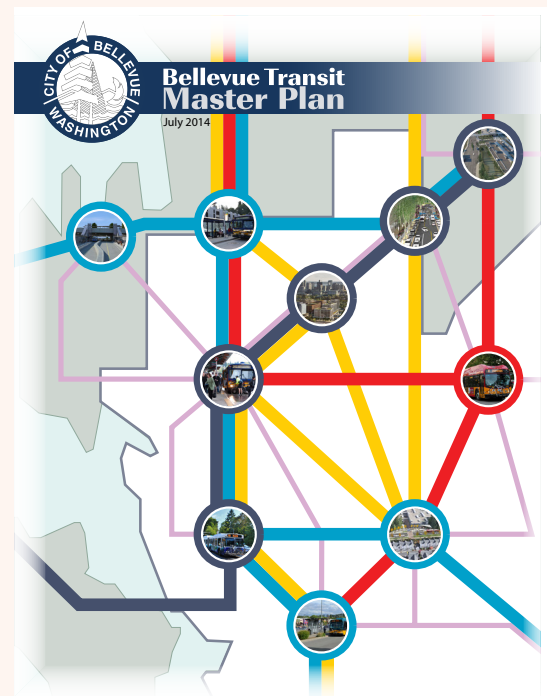 CITY OF BELLEVUE
WASHINGTON
Bellevue Transit
Master Plan
July 2014